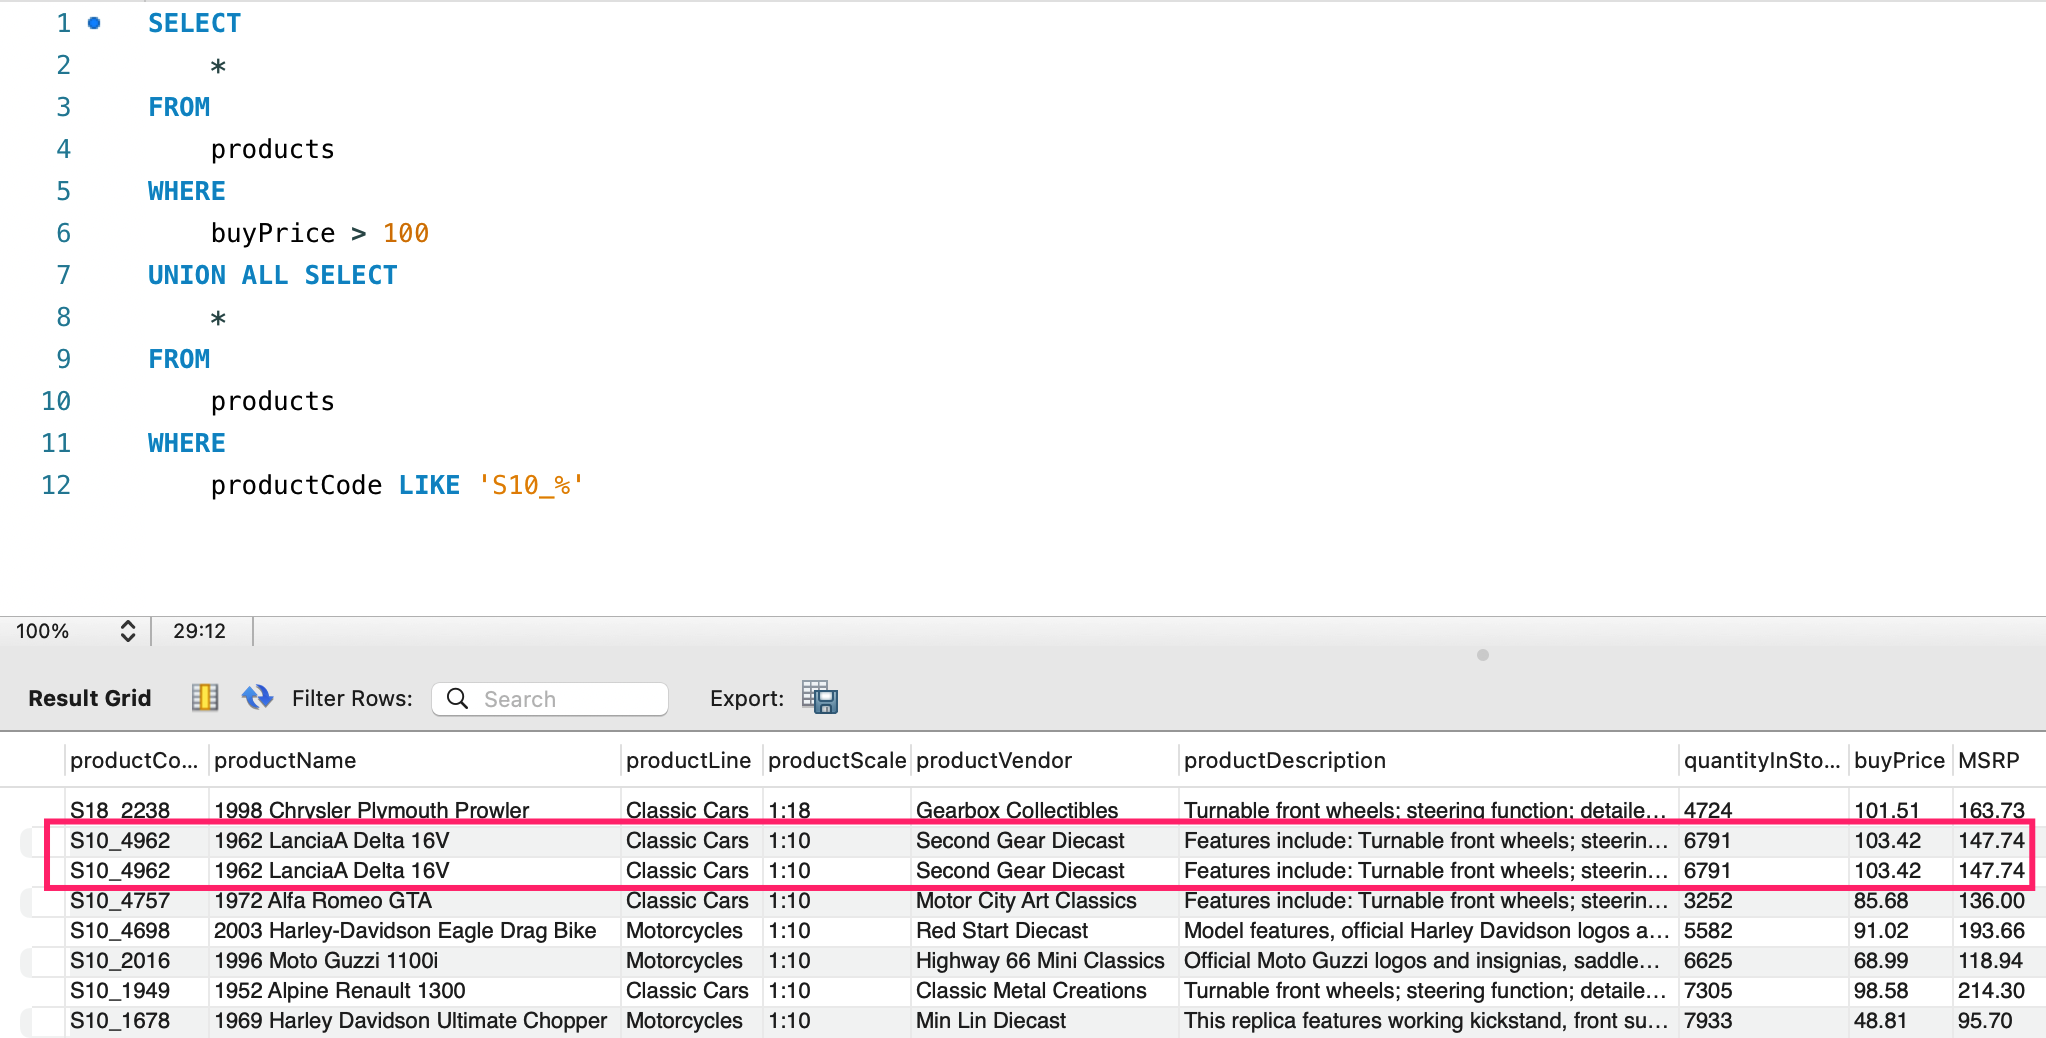 1 SELECT
2 *
3 FROM
4 products
5 WHERE
6 buyPrice > 100
7 UNION ALL SELECT
8 *
9 FROM
10 products
11 WHERE
12 productCode LIKE 'S10_%'
100% 29:12
Result Grid Filter Rows: Search Export:
productCo... productName productLine productScale productVendor productDescription quantityInSto... buyPrice MSRP
S18_2238 1998 Chrysler Plymouth Prowler Classic Cars 1:18 Gearbox Collectibles Turnable front wheels; steering function; detaile... 4724 101.51 163.73
S10_4962 1962 LanciaA Delta 16V Classic Cars 1:10 Second Gear Diecast Features include: Turnable front wheels; steerin... 6791 103.42 147.74
S10_4962 1962 LanciaA Delta 16V Classic Cars 1:10 Second Gear Diecast Features include: Turnable front wheels; steerin... 6791 103.42 147.74
S10_4757 1972 Alfa Romeo GTA Classic Cars 1:10 Motor City Art Classics Features include: Turnable front wheels; steerin... 3252 85.68 136.00
S10_4698 2003 Harley-Davidson Eagle Drag Bike Motorcycles 1:10 Red Start Diecast Model features, official Harley Davidson logos a... 5582 91.02 193.66
S10_2016 1996 Moto Guzzi 1100i Motorcycles 1:10 Highway 66 Mini Classics Official Moto Guzzi logos and insignias, saddle... 6625 68.99 118.94
S10_1949 1952 Alpine Renault 1300 Classic Cars 1:10 Classic Metal Creations Turnable front wheels; steering function; detaile... 7305 98.58 214.30
S10_1678 1969 Harley Davidson Ultimate Chopper Motorcycles 1:10 Min Lin Diecast This replica features working kickstand, front su... 7933 48.81 95.70